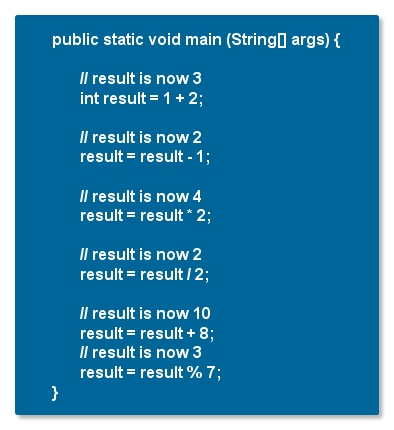 public static void main (String[] args) {
// result is now 3
int result = 1 + 2;
// result is now 2
result = result - 1;
// result is now 4
result = result * 2;
// result is now 2
result = result / 2;
// result is now 10
result = result + 8;
// result is now 3
result = result % 7;
}